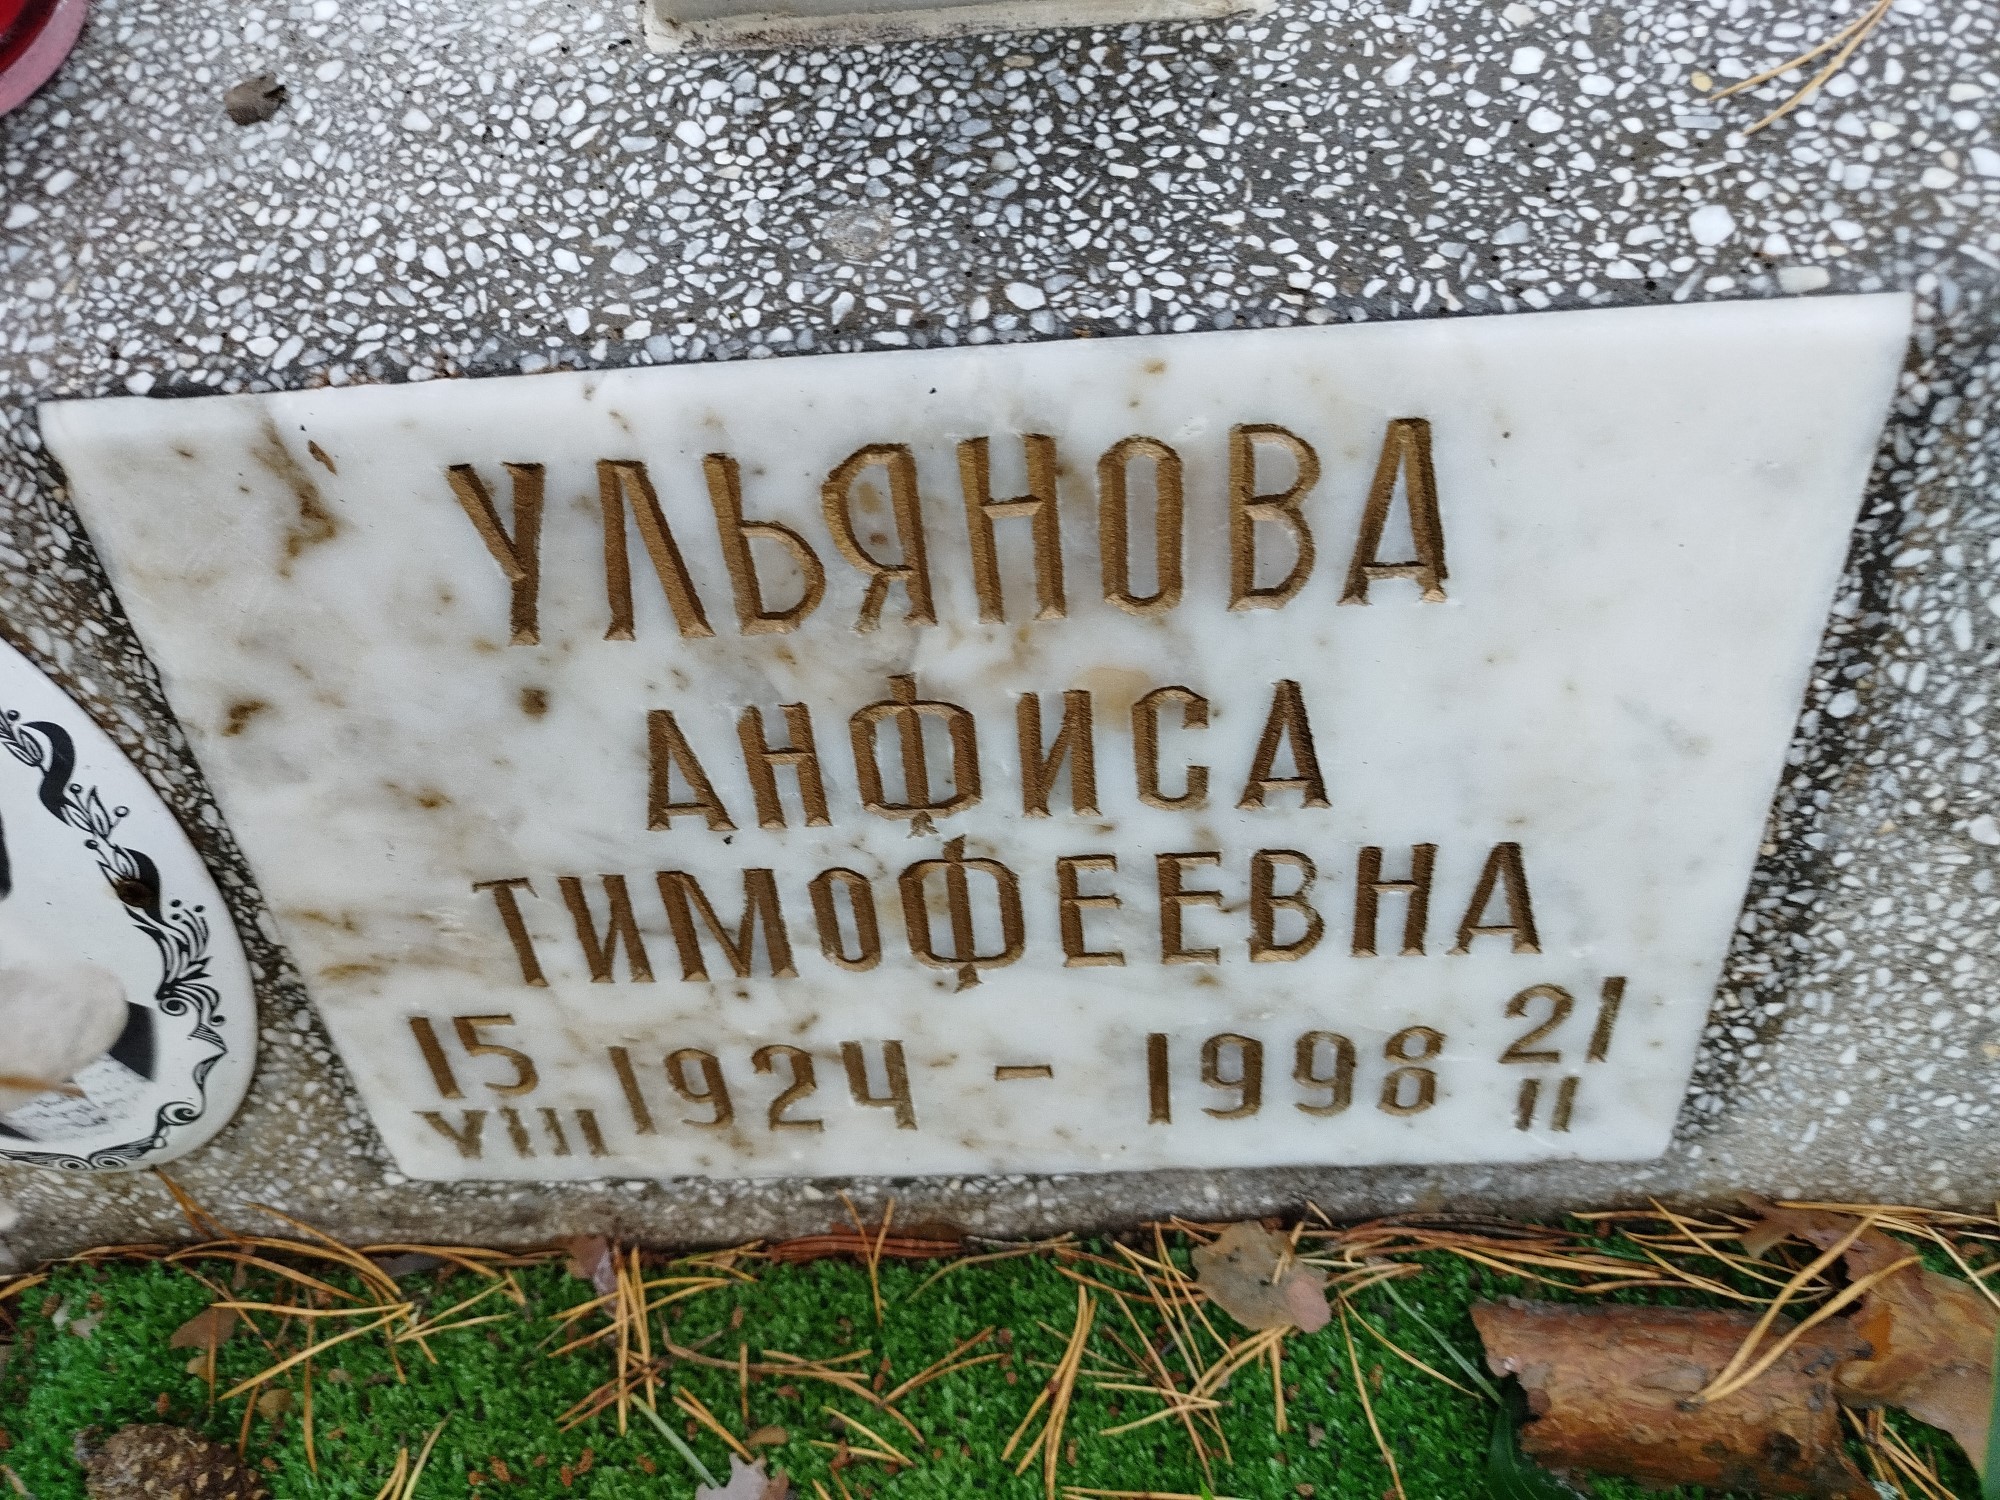 УЛЬЯНОВА
АНФИСА
ТИМОФЕЕВНА
15 VIII 1924 - 1998 21 II